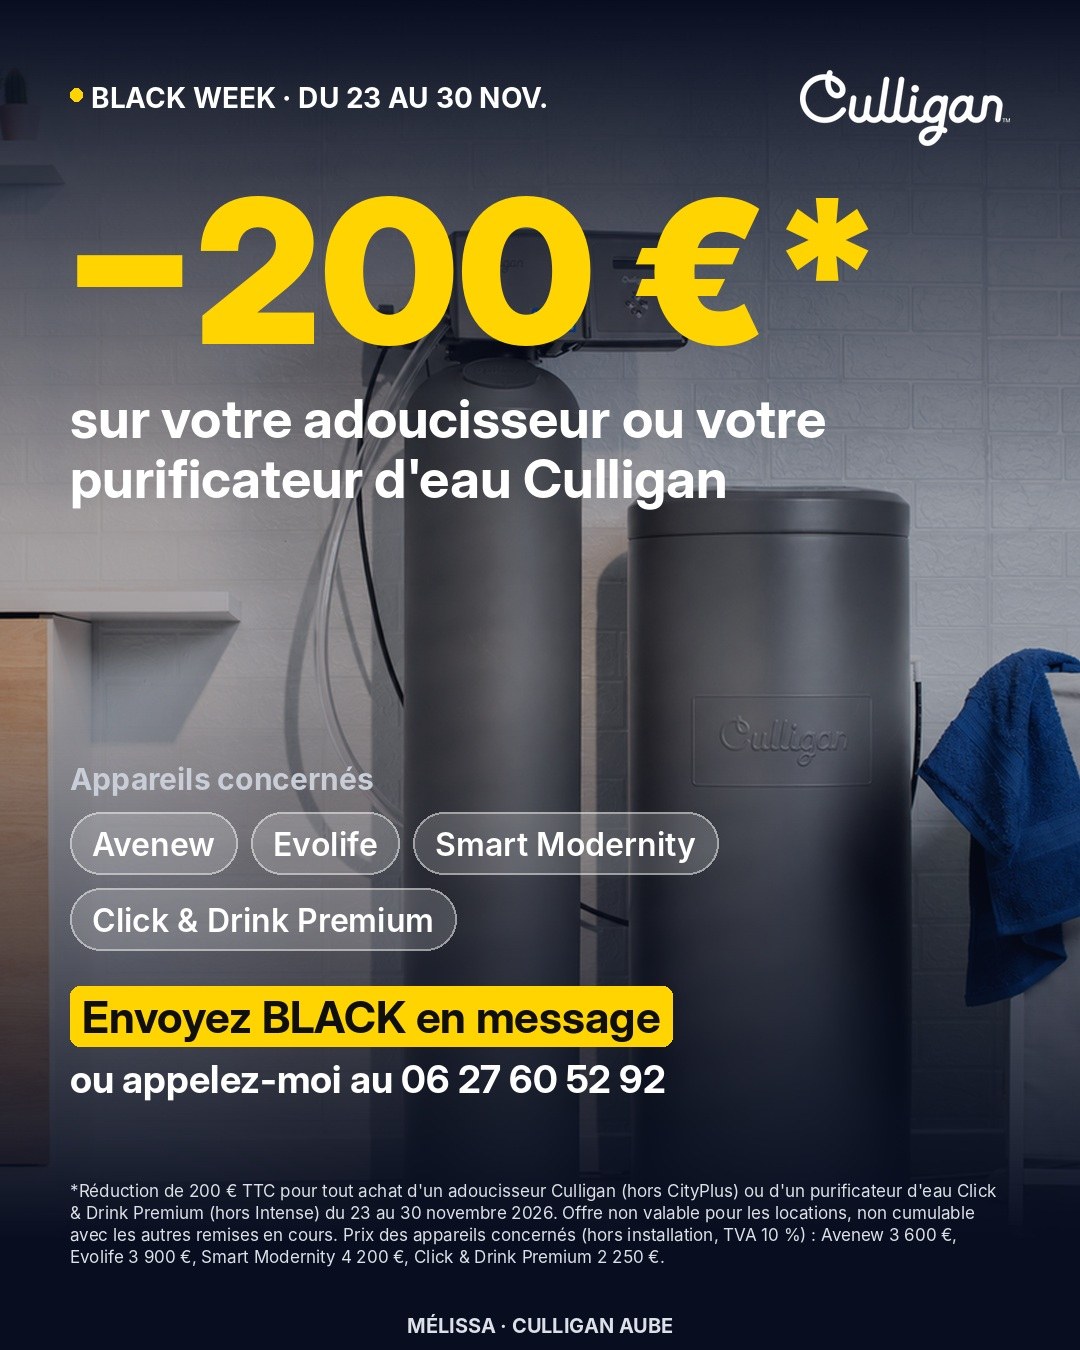 BLACK WEEK · DU 23 AU 30 NOV.
Culligan™
−200 €*
sur votre adoucisseur ou votre
purificateur d'eau Culligan
Culligan
Appareils concernés
Avenew
Evolife
Smart Modernity
Click & Drink Premium
Envoyez BLACK en message
ou appelez-moi au 06 27 60 52 92
*Réduction de 200 € TTC pour tout achat d'un adoucisseur Culligan (hors CityPlus) ou d'un purificateur d'eau Click
& Drink Premium (hors Intense) du 23 au 30 novembre 2026. Offre non valable pour les locations, non cumulable
avec les autres remises en cours. Prix des appareils concernés (hors installation, TVA 10 %) : Avenew 3 600 €,
Evolife 3 900 €, Smart Modernity 4 200 €, Click & Drink Premium 2 250 €.
MÉLISSA · CULLIGAN AUBE